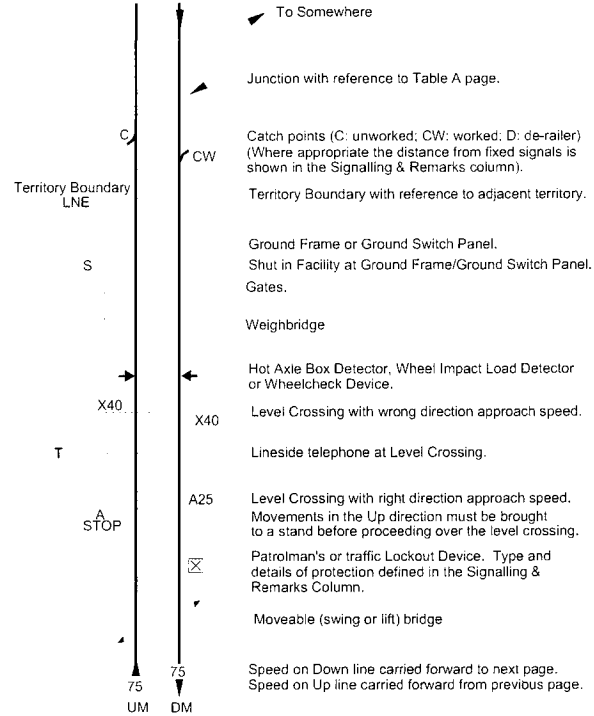 To Somewhere
Junction with reference to Table A page.
C
CW
Catch points (C: unworked; CW: worked; D: de-railer)
(Where appropriate the distance from fixed signals is
shown in the Signalling & Remarks column).
Territory Boundary
LNE
Territory Boundary with reference to adjacent territory.
Ground Frame or Ground Switch Panel.
S
Shut in Facility at Ground Frame/Ground Switch Panel.
Gates.
Weighbridge
Hot Axle Box Detector, Wheel Impact Load Detector
or Wheelcheck Device.
X40
X40
Level Crossing with wrong direction approach speed.
T
Lineside telephone at Level Crossing.
A25
Level Crossing with right direction approach speed.
A
STOP
Movements in the Up direction must be brought
to a stand before proceeding over the level crossing.
Patrolman's or traffic Lockout Device. Type and
details of protection defined in the Signalling &
Remarks Column.
Moveable (swing or lift) bridge
75
Speed on Down line carried forward to next page.
75
Speed on Up line carried forward from previous page.
UM DM